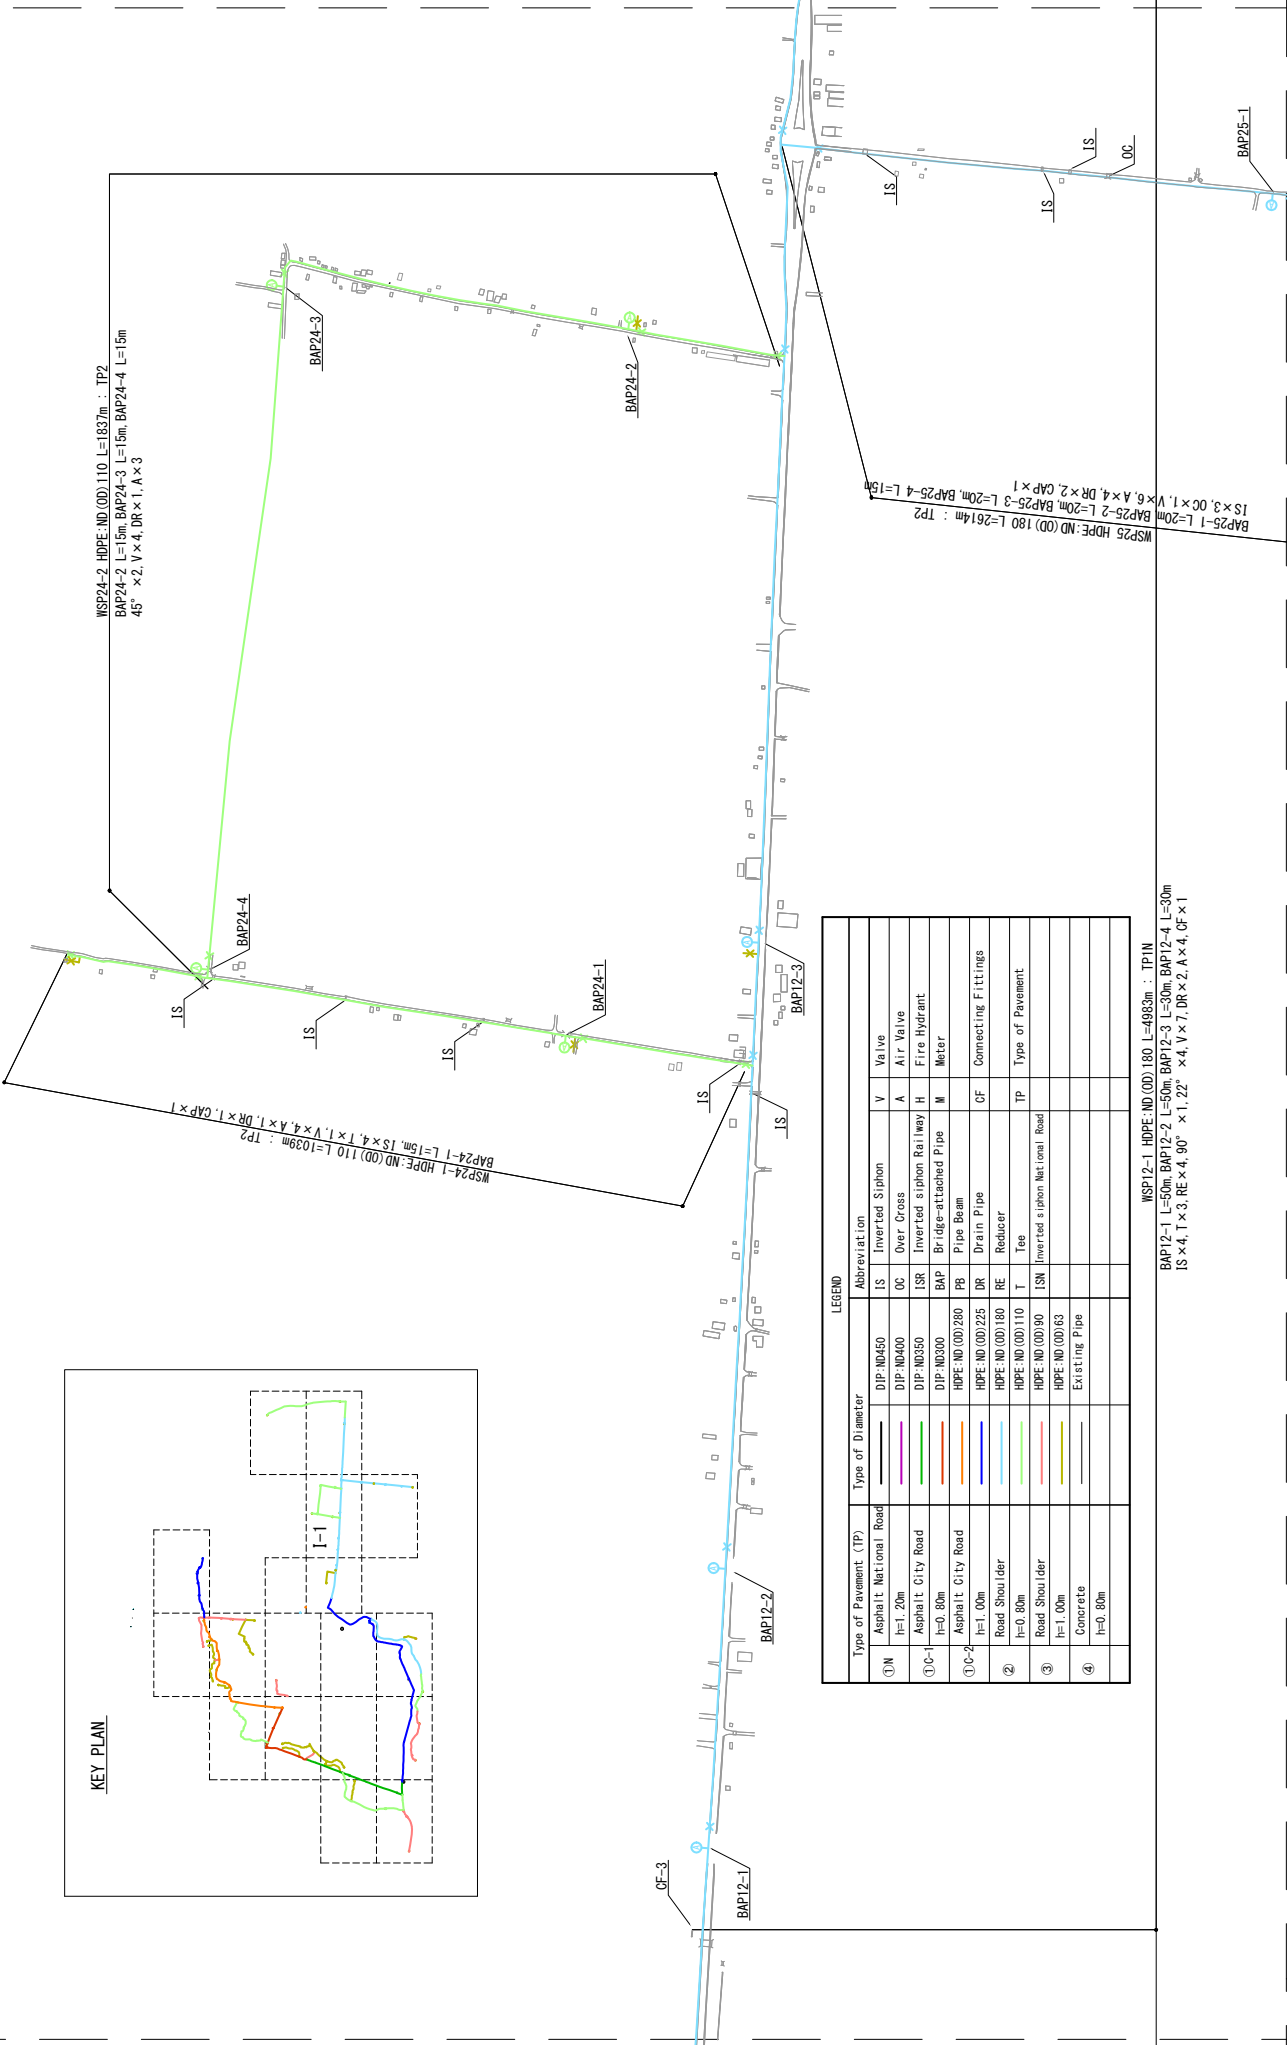 WSP24-2 HDPE:ND(OD)110 L=1837m : TP2
BAP24-2 L=15m, BAP24-3 L=15m, BAP24-4 L=15m
45° ×2, V×4, DR×1, A×3
BAP24-3
BAP24-2
BAP24-4
IS
IS
IS
BAP24-1
IS
IS
WSP24-1 HDPE:ND(OD)110 L=1039m : TP2
BAP24-1 L=15m, IS×4, T×1, V×4, A×1, DR×1, CAP×1
IS
IS
IS
OC
BAP25-1
WSP25 HDPE:ND(OD)180 L=2614m : TP2
BAP25-1 L=20m, BAP25-2 L=20m, BAP25-3 L=20m, BAP25-4 L=15m
IS×3, OC×1, V×6, A×4, DR×2, CAP×1
BAP12-3
BAP12-2
BAP12-1
CF-3
WSP12-1 HDPE:ND(OD)180 L=4983m : TP1N
BAP12-1 L=50m, BAP12-2 L=50m, BAP12-3 L=30m, BAP12-4 L=30m
IS×4, T×3, RE×4, 90° ×1, 22° ×4, V×7, DR×2, A×4, CF×1
KEY PLAN
I-1
LEGEND
Type of Pavement (TP) Type of Diameter Abbreviation
①N Asphalt National Road DIP:ND450 IS Inverted Siphon V Valve
h=1.20m DIP:ND400 OC Over Cross A Air Valve
①C-1 Asphalt City Road DIP:ND350 ISR Inverted siphon Railway H Fire Hydrant
h=0.80m DIP:ND300 BAP Bridge-attached Pipe M Meter
①C-2 Asphalt City Road HDPE:ND(OD)280 PB Pipe Beam
h=1.00m HDPE:ND(OD)225 DR Drain Pipe CF Connecting Fittings
② Road Shoulder HDPE:ND(OD)180 RE Reducer
h=0.80m HDPE:ND(OD)110 T Tee TP Type of Pavement
③ Road Shoulder HDPE:ND(OD)90 ISN Inverted siphon National Road
h=1.00m HDPE:ND(OD)63
④ Concrete Existing Pipe
h=0.80m